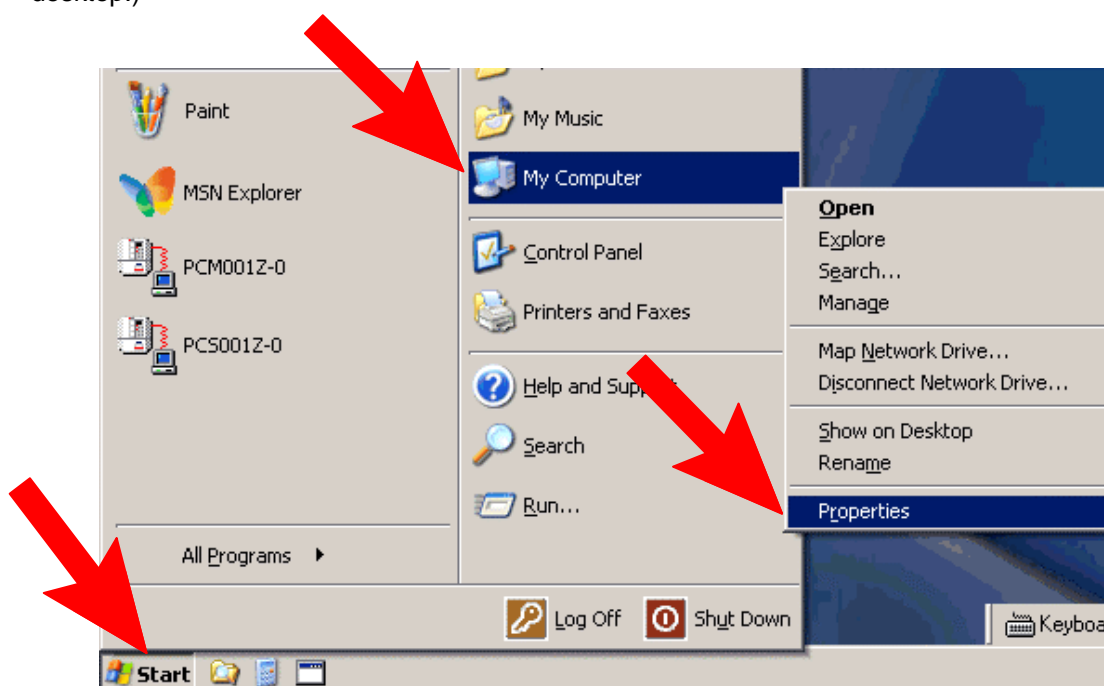 Paint
MSN Explorer
PCM001Z-0
PCS001Z-0
All Programs
My Music
My Computer
Control Panel
Printers and Faxes
Help and Support
Search
Run...
Log Off
Shut Down
Open
Explore
Search...
Manage
Map Network Drive...
Disconnect Network Drive...
Show on Desktop
Rename
Properties
Start
Keyboa